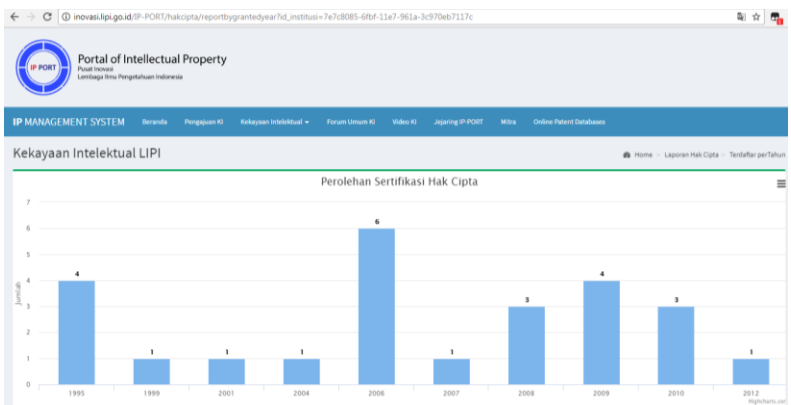 inovasi.lipi.go.id/IP-PORT/hakcipta/reportbygrantedyear?id_institusi=7e7c8085-6fbf-11e7-961a-3c970eb7117c
IP PORT
Portal of Intellectual Property
Pusat Inovasi
Lembaga Ilmu Pengetahuan Indonesia
IP MANAGEMENT SYSTEM Beranda Pengajuan KI Kekayaan Intelektual Forum Umum KI Video KI Jejaring IP-PORT Mitra Online Patent Databases
Kekayaan Intelektual LIPI
Home Laporan Hak Cipta Terdaftar perTahun
Perolehan Sertifikasi Hak Cipta
Jumlah
7
6
5
4
3
2
1
0
4 1 1 1 6 1 3 4 3 1
1995 1999 2001 2004 2006 2007 2008 2009 2010 2012
Highcharts.com